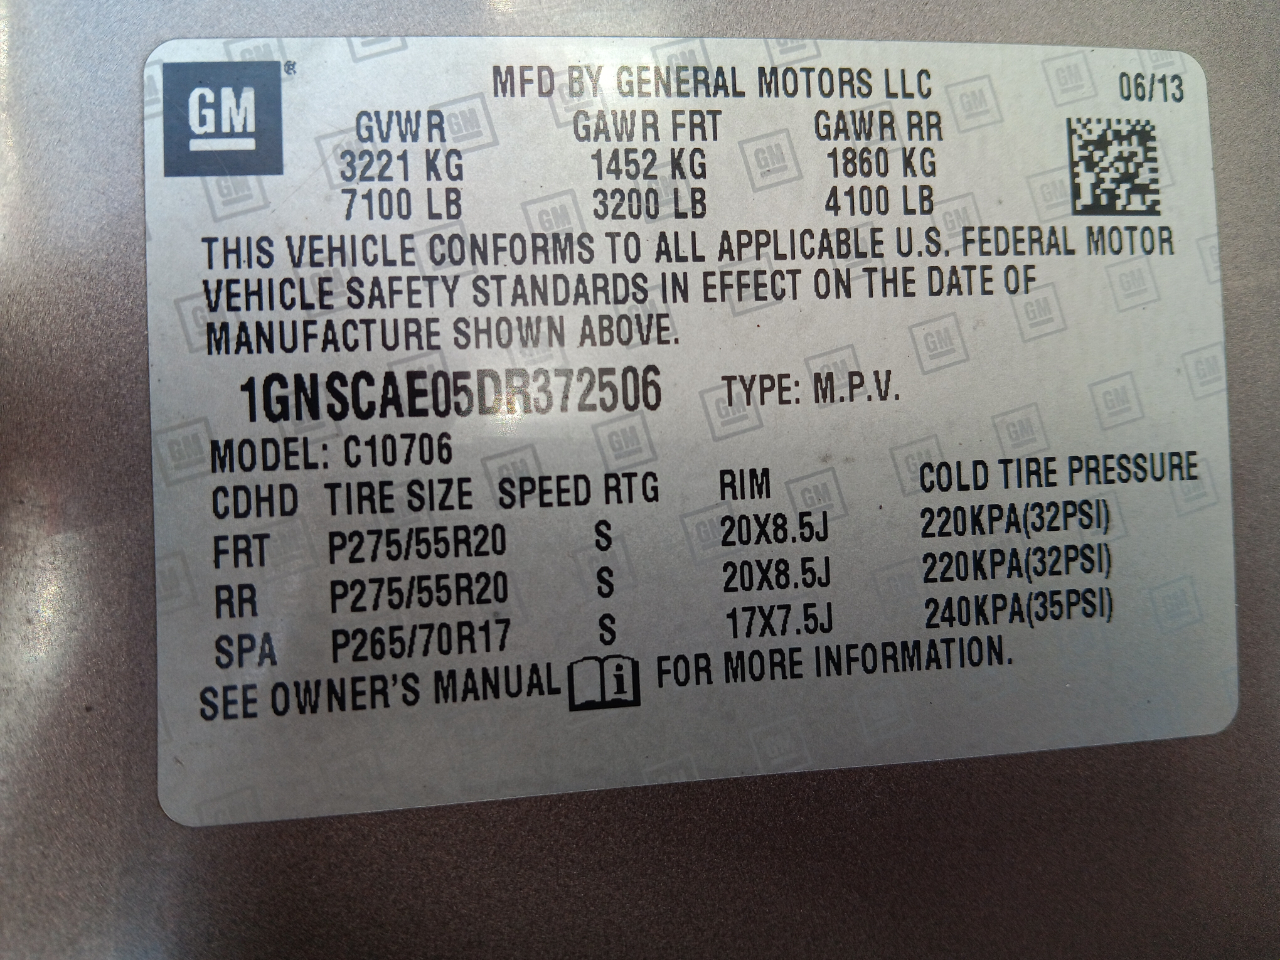 GM®
MFD BY GENERAL MOTORS LLC 06/13
GVWR GAWR FRT GAWR RR
3221 KG 1452 KG 1860 KG
7100 LB 3200 LB 4100 LB
THIS VEHICLE CONFORMS TO ALL APPLICABLE U.S. FEDERAL MOTOR
VEHICLE SAFETY STANDARDS IN EFFECT ON THE DATE OF
MANUFACTURE SHOWN ABOVE.
1GNSCAE05DR372506 TYPE: M.P.V.
MODEL: C10706
CDHD TIRE SIZE SPEED RTG RIM COLD TIRE PRESSURE
FRT P275/55R20 S 20X8.5J 220KPA(32PSI)
RR P275/55R20 S 20X8.5J 220KPA(32PSI)
SPA P265/70R17 S 17X7.5J 240KPA(35PSI)
SEE OWNER'S MANUAL i FOR MORE INFORMATION.